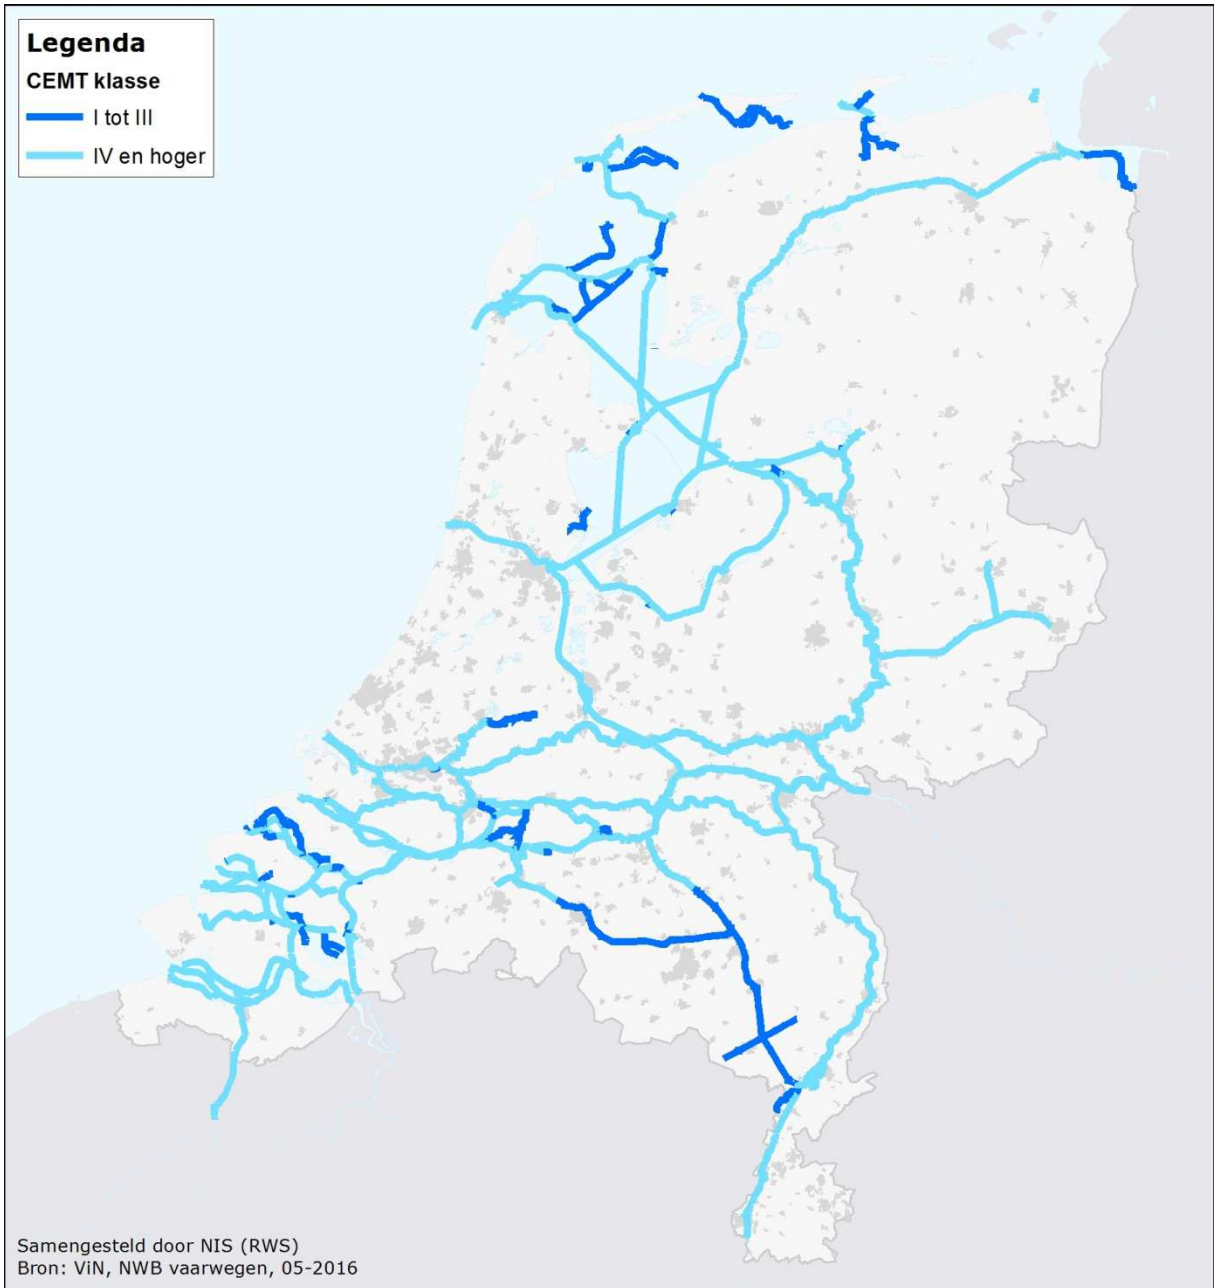 Legenda
CEMT klasse
I tot III
IV en hoger
Samengesteld door NIS (RWS)
Bron: ViN, NWB vaarwegen, 05-2016